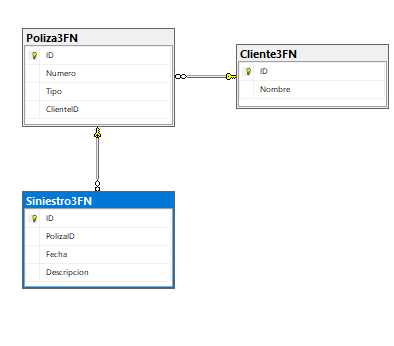 Poliza3FN
ID
Numero
Tipo
ClienteID
Cliente3FN
ID
Nombre
Siniestro3FN
ID
PolizaID
Fecha
Descripcion